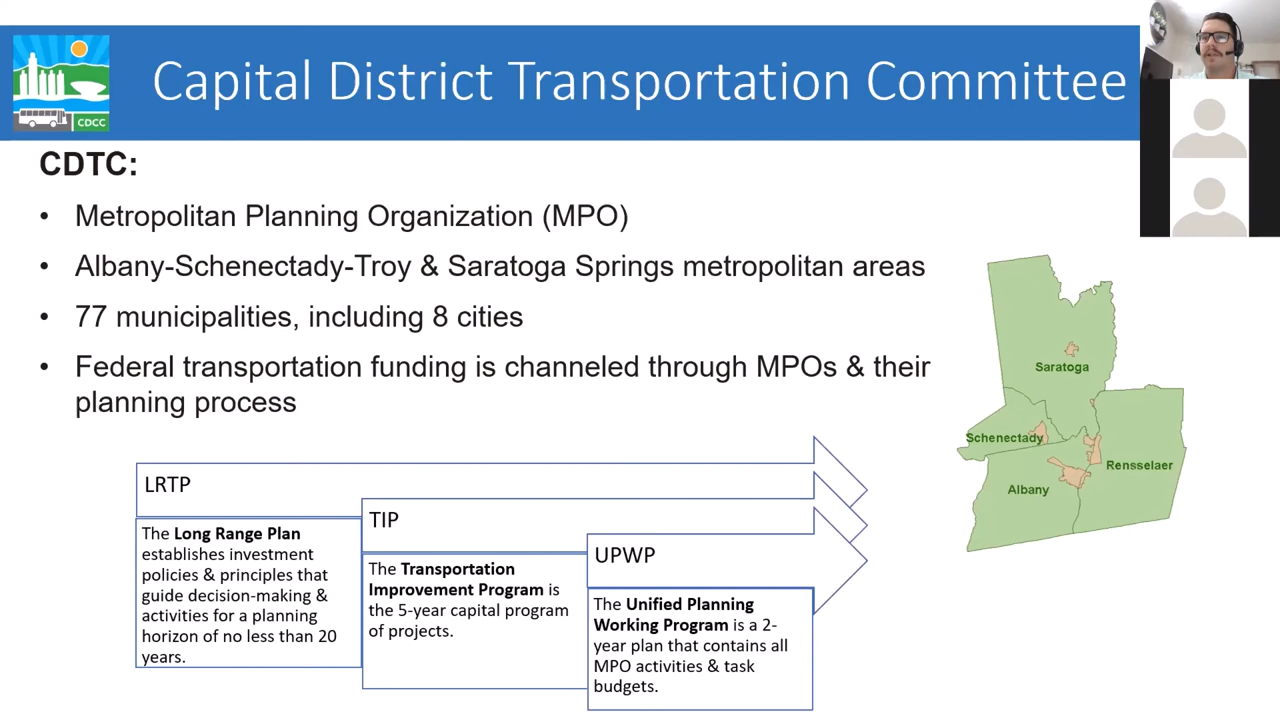 Capital District Transportation Committee
CDCC
CDTC:
• Metropolitan Planning Organization (MPO)
• Albany-Schenectady-Troy & Saratoga Springs metropolitan areas
• 77 municipalities, including 8 cities
• Federal transportation funding is channeled through MPOs & their
planning process
LRTP
The Long Range Plan
establishes investment
policies & principles that
guide decision-making &
activities for a planning
horizon of no less than 20
years.
TIP
The Transportation
Improvement Program is
the 5-year capital program
of projects.
UPWP
The Unified Planning
Working Program is a 2-
year plan that contains all
MPO activities & task
budgets.
Saratoga
Schenectady
Rensselaer
Albany